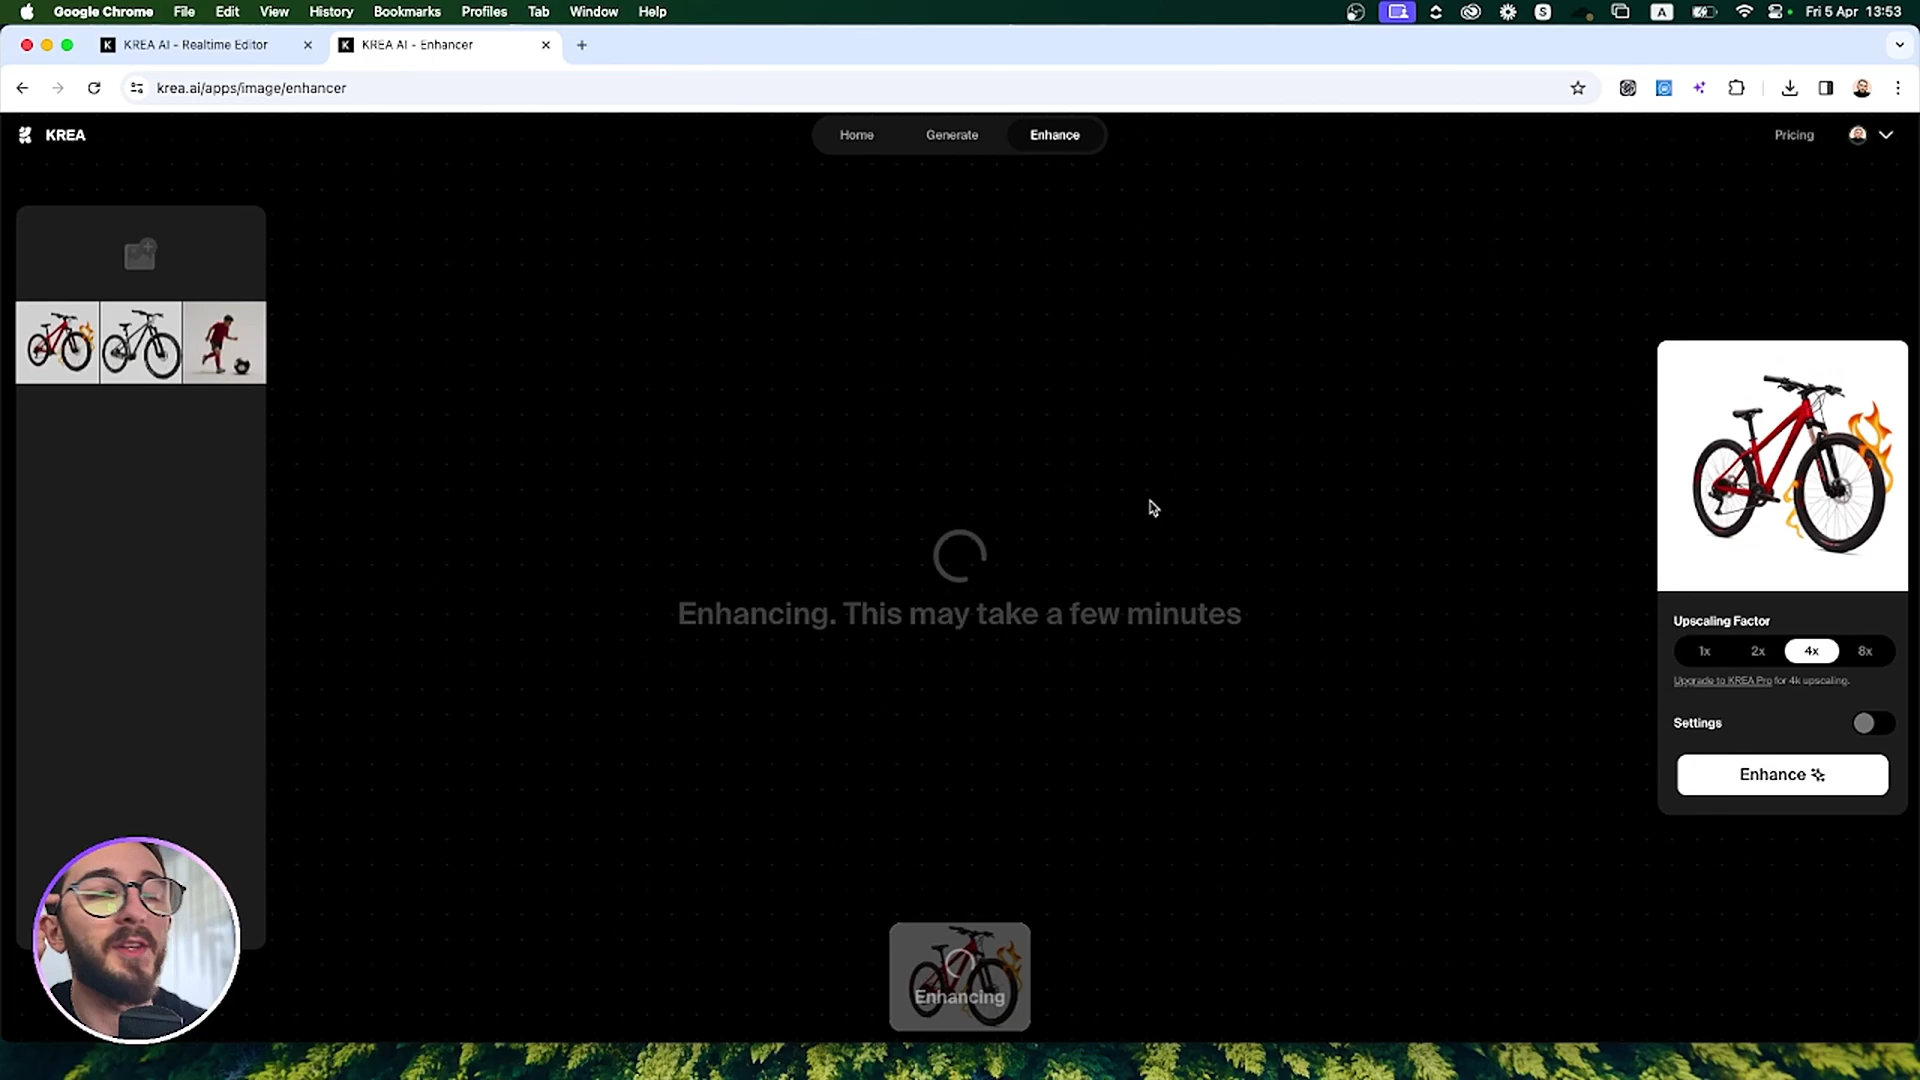 Google Chrome File Edit View History Bookmarks Profiles Tab Window Help S A Fri 5 Apr 13:53
K KREA AI - Realtime Editor K KREA AI - Enhancer
krea.ai/apps/image/enhancer
KREA Home Generate Enhance Pricing
Enhancing. This may take a few minutes
Upscaling Factor
1x 2x 4x 8x
Upgrade to KREA Pro for 4k upscaling.
Settings
Enhance
Enhancing